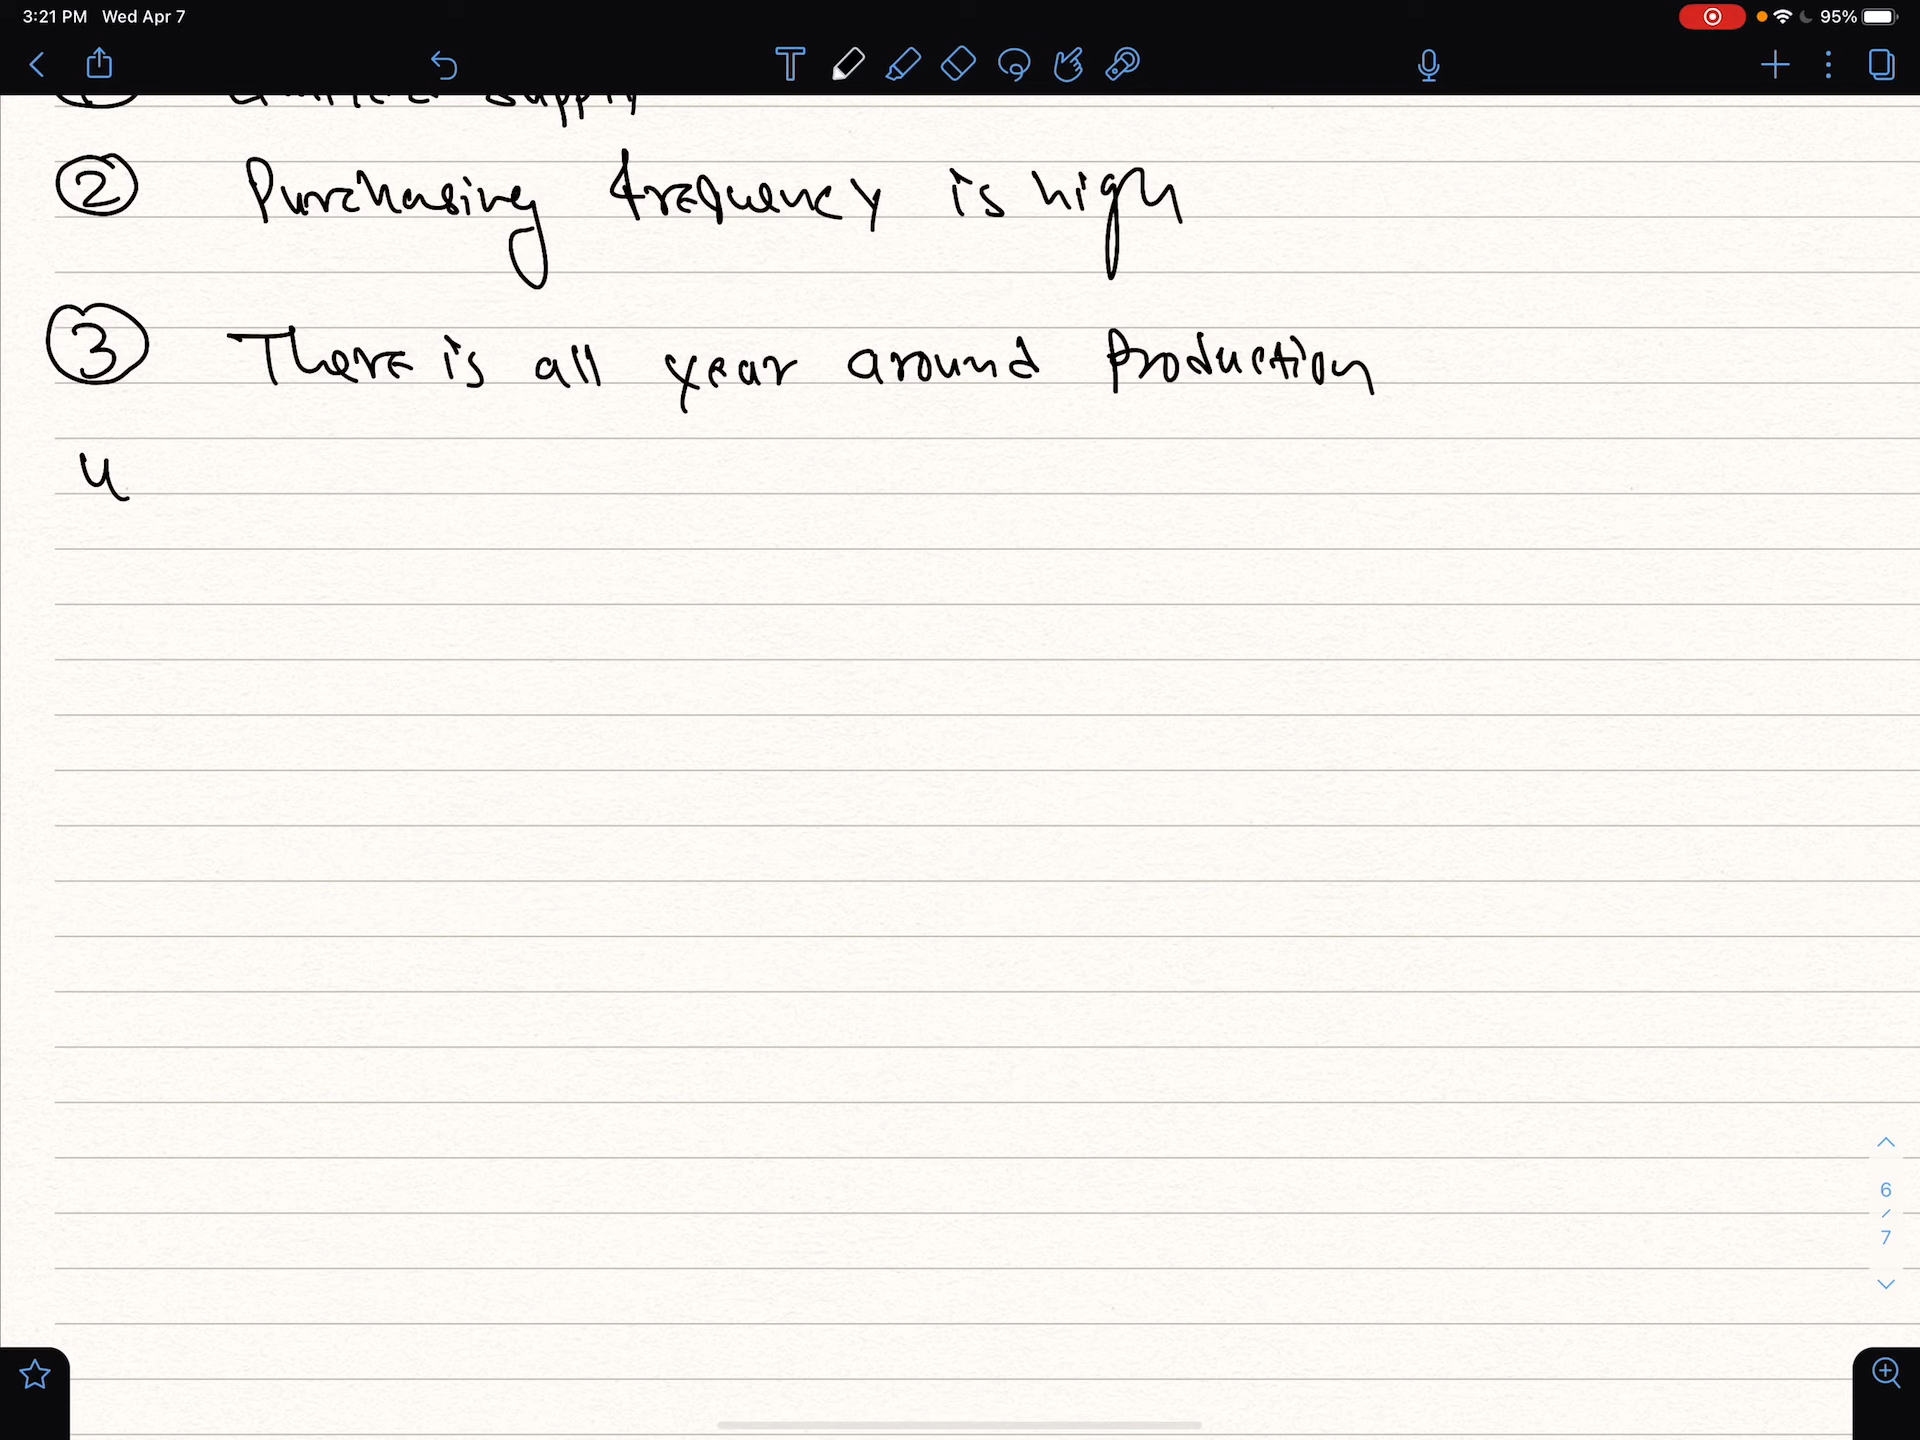 3:21 PM Wed Apr 7
95%
supply
2 Purchasing frequency is high
3 There is all year around Production
4
6
/
7